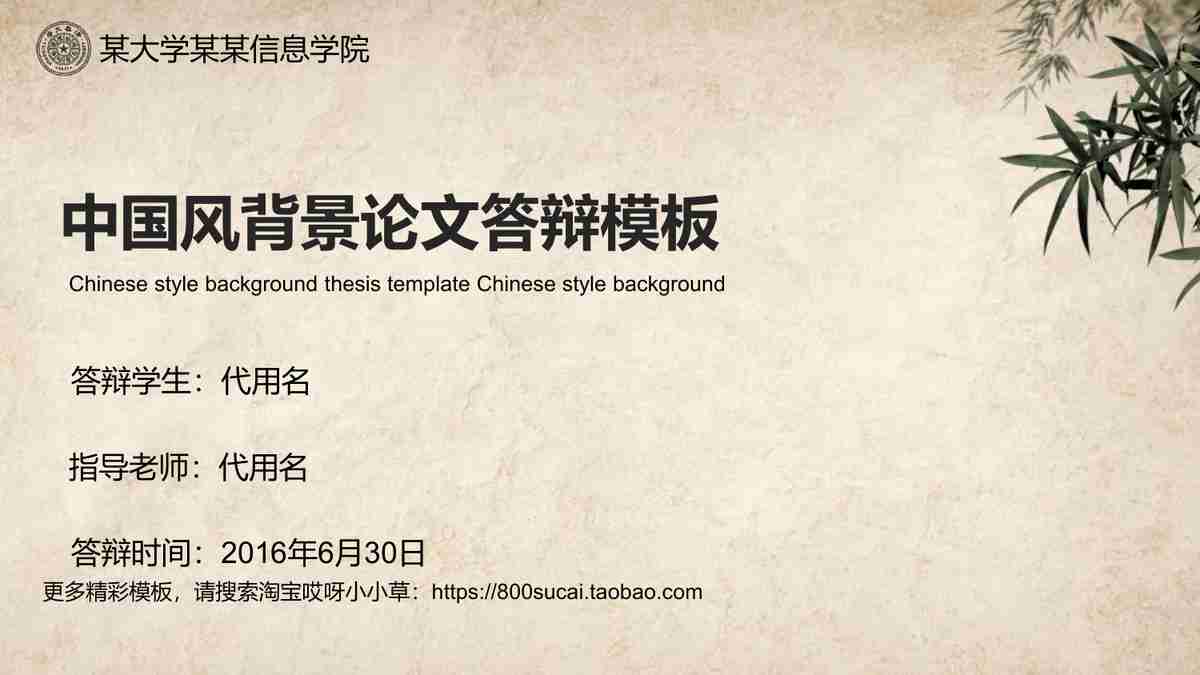 某大学某某信息学院
中国风背景论文答辩模板
Chinese style background thesis template Chinese style background
答辩学生：代用名
指导老师：代用名
答辩时间：2016年6月30日
更多精彩模板，请搜索淘宝哎呀小小草：https://800sucai.taobao.com